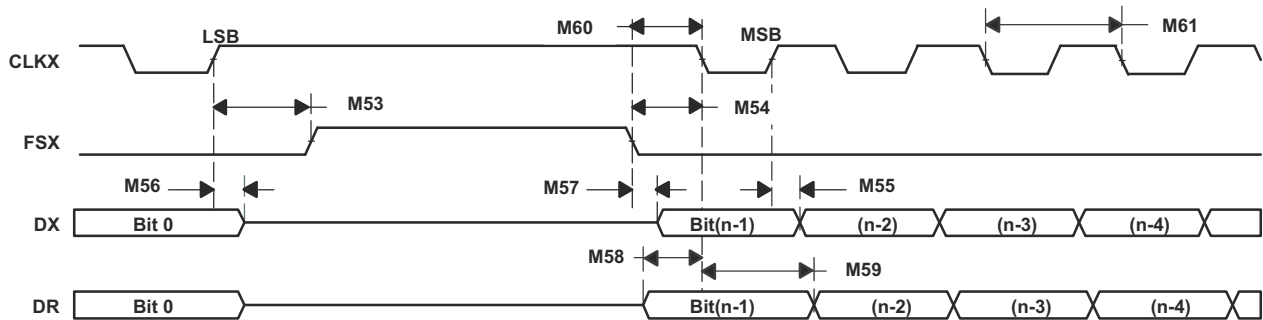 LSB
M60
MSB
M61
CLKX
M53
M54
FSX
M56
M57
M55
DX
Bit 0
Bit(n-1)
(n-2)
(n-3)
(n-4)
M58
M59
DR
Bit 0
Bit(n-1)
(n-2)
(n-3)
(n-4)